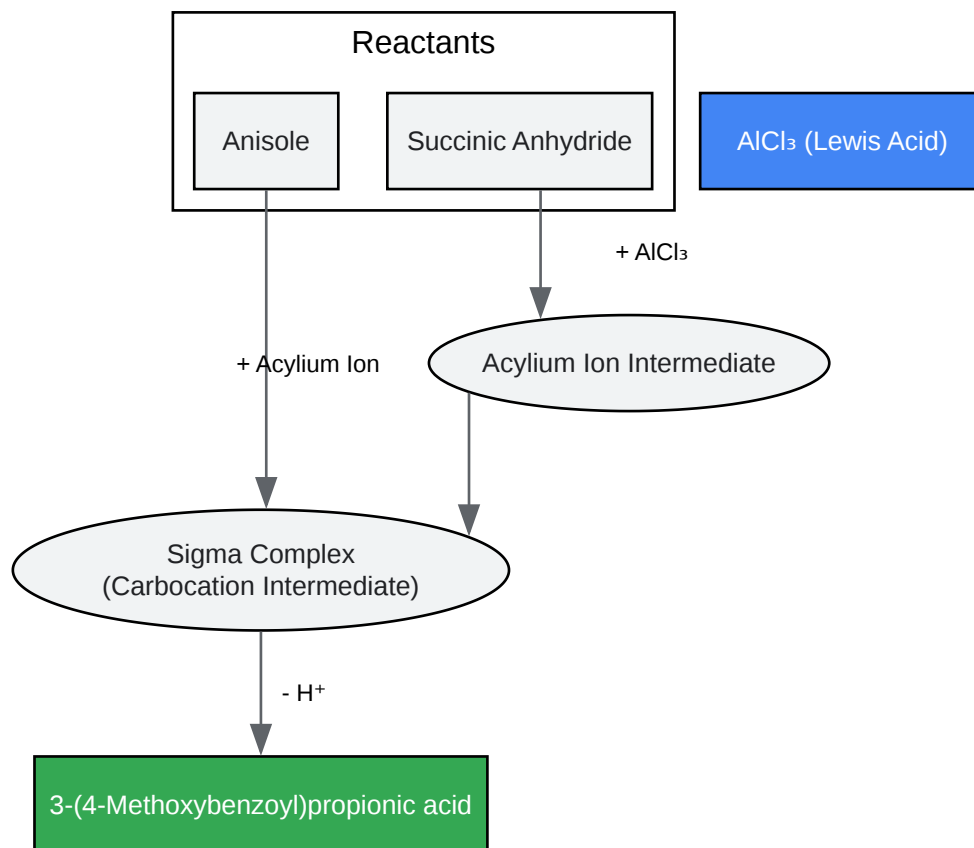 Reactants
Anisole
Succinic Anhydride
AlCl₃ (Lewis Acid)
+ AlCl₃
+ Acylium Ion
Acylium Ion Intermediate
Sigma Complex
(Carbocation Intermediate)
- H⁺
3-(4-Methoxybenzoyl)propionic acid